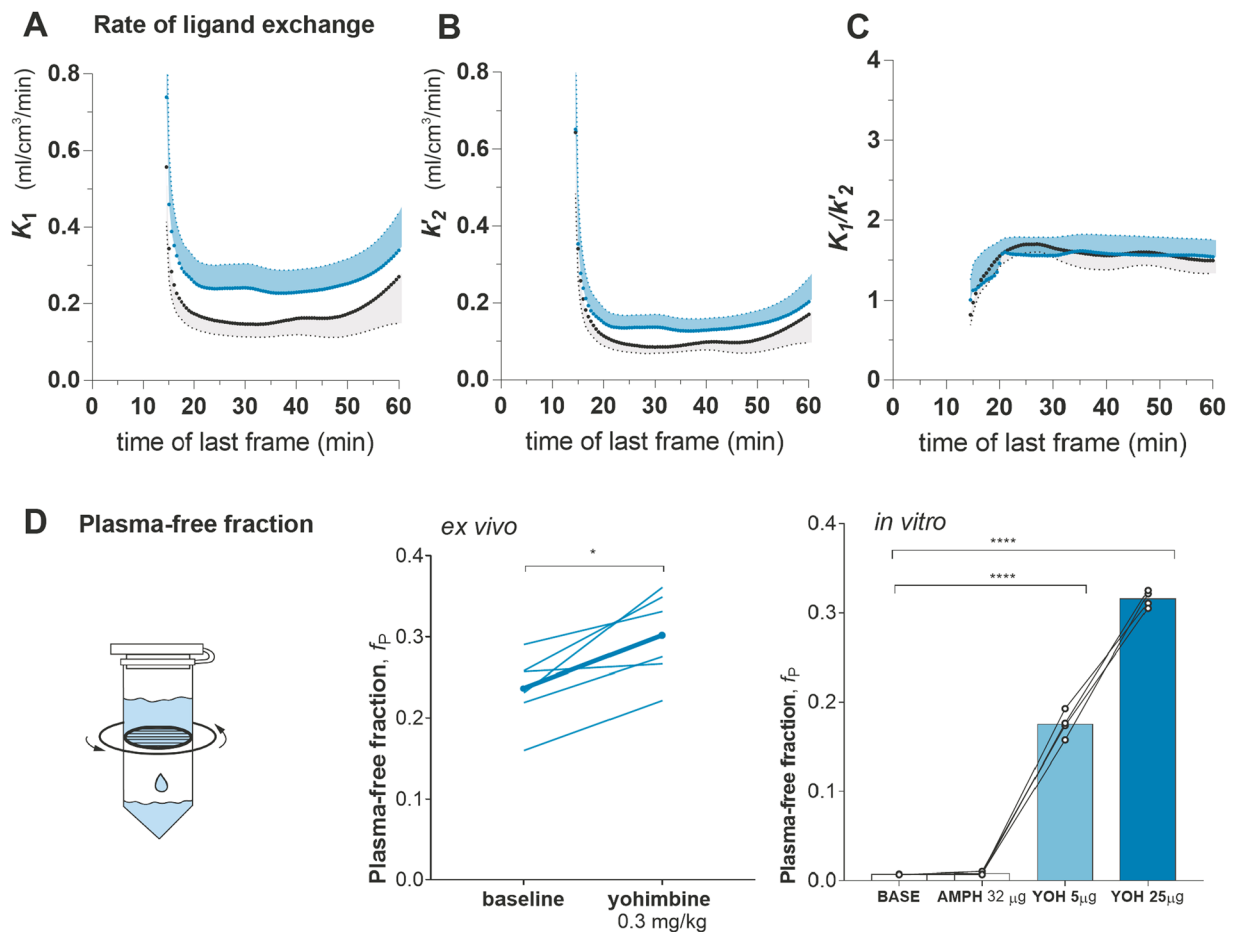 A Rate of ligand exchange
K1 (ml/cm3/min)
0.8
0.6
0.4
0.2
0.0
0 10 20 30 40 50 60
time of last frame (min)
B
k'2 (ml/cm3/min)
0.8
0.6
0.4
0.2
0.0
0 10 20 30 40 50 60
time of last frame (min)
C
K1/k'2
4
3
2
1
0
0 10 20 30 40 50 60
time of last frame (min)
D Plasma-free fraction
ex vivo
Plasma-free fraction, fP
0.4
0.3
0.2
0.1
0.0
*
baseline yohimbine
0.3 mg/kg
in vitro
Plasma-free fraction, fP
0.4
0.3
0.2
0.1
0.0
****
****
BASE AMPH 32 µg YOH 5µg YOH 25µg